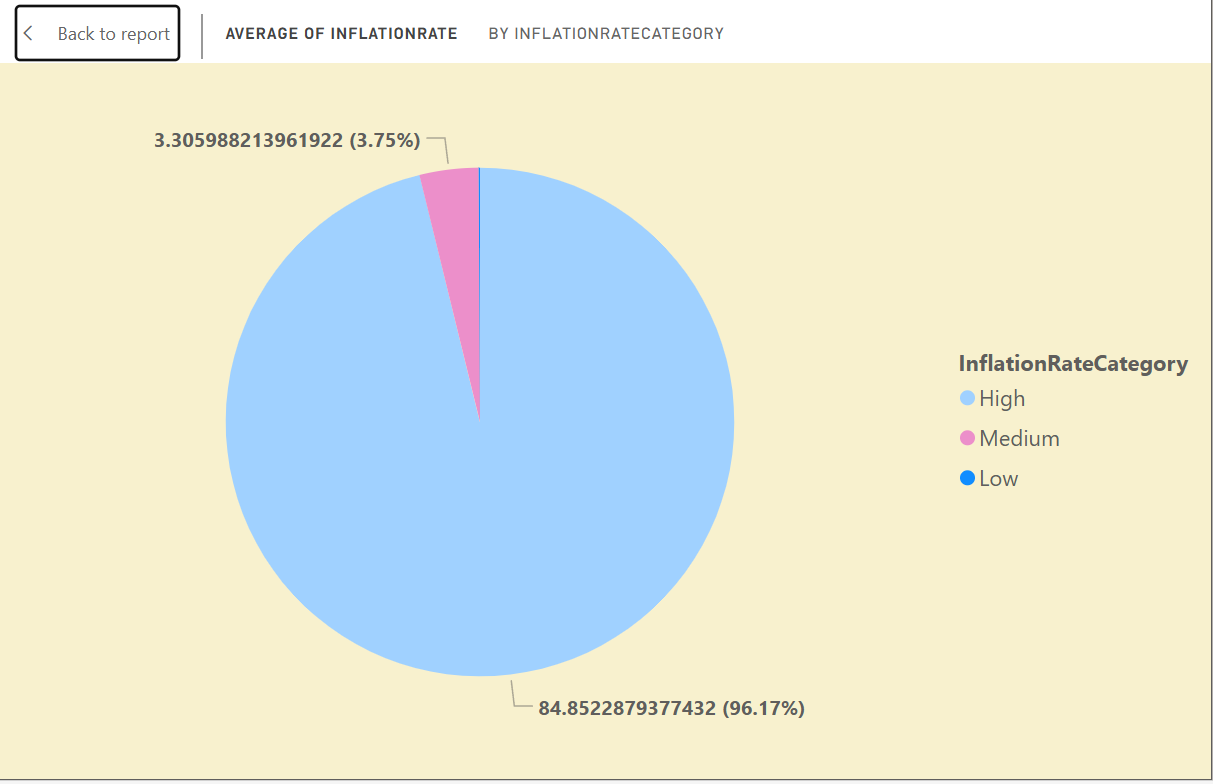 Back to report
AVERAGE OF INFLATIONRATE BY INFLATIONRATECATEGORY
3.305988213961922 (3.75%)
InflationRateCategory
High
Medium
Low
84.8522879377432 (96.17%)